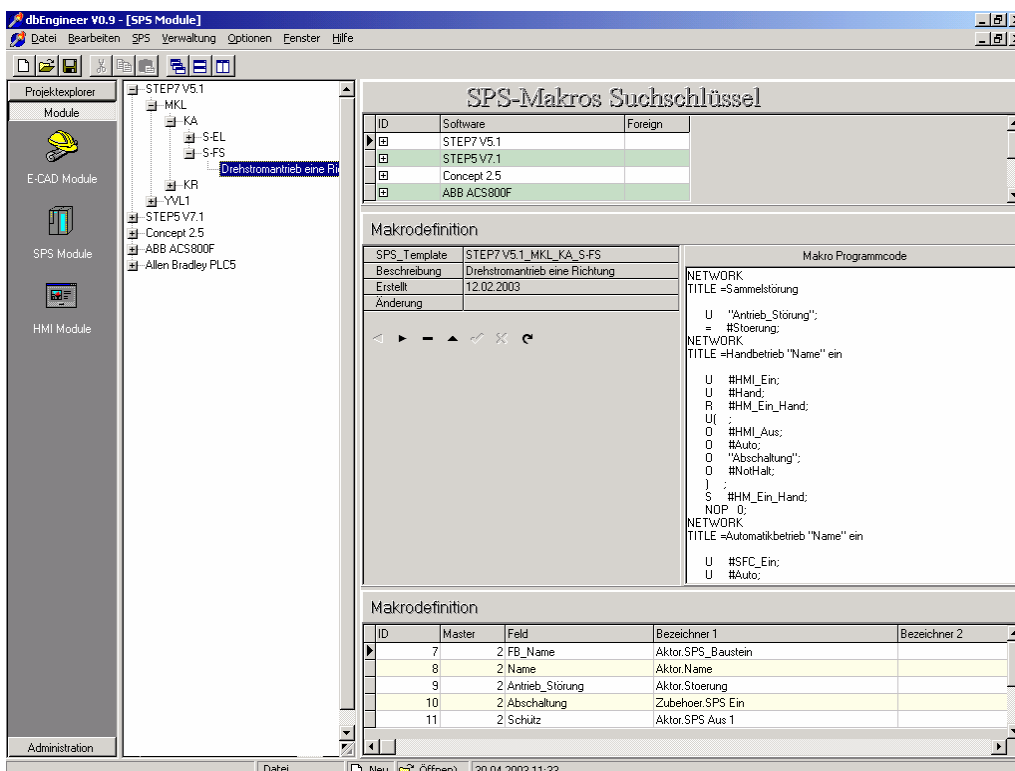 dbEngineer V0.9 - [SPS Module]
Datei Bearbeiten SPS Verwaltung Optionen Fenster Hilfe
Projektexplorer
Module
E-CAD Module
SPS Module
HMI Module
Administration
STEP7 V5.1
MKL
KA
S-EL
S-FS
Drehstromantrieb eine Ri
KR
YVL1
STEP5 V7.1
Concept 2.5
ABB ACS800F
Allen Bradley PLC5
SPS-Makros Suchschlüssel
ID Software Foreign
STEP7 V5.1
STEP5 V7.1
Concept 2.5
ABB ACS800F
Makrodefinition
SPS_Template STEP7 V5.1_MKL_KA_S-FS
Beschreibung Drehstromantrieb eine Richtung
Erstellt 12.02.2003
Änderung
Makro Programmcode
NETWORK
TITLE =Sammelstörung
U "Antrieb_Störung";
= #Stoerung;
NETWORK
TITLE =Handbetrieb "Name" ein
U #HMI_Ein;
U #Hand;
R #HM_Ein_Hand;
U( ;
O #HMI_Aus;
O #Auto;
O "Abschaltung";
O #NotHalt;
) ;
S #HM_Ein_Hand;
NOP 0;
NETWORK
TITLE =Automatikbetrieb "Name" ein
U #SFC_Ein;
U #Auto;
Makrodefinition
ID Master Feld Bezeichner 1 Bezeichner 2
7 2 FB_Name Aktor.SPS_Baustein
8 2 Name Aktor.Name
9 2 Antrieb_Störung Aktor.Stoerung
10 2 Abschaltung Zubehoer.SPS Ein
11 2 Schütz Aktor.SPS Aus 1
Datei Neu Öffnen)